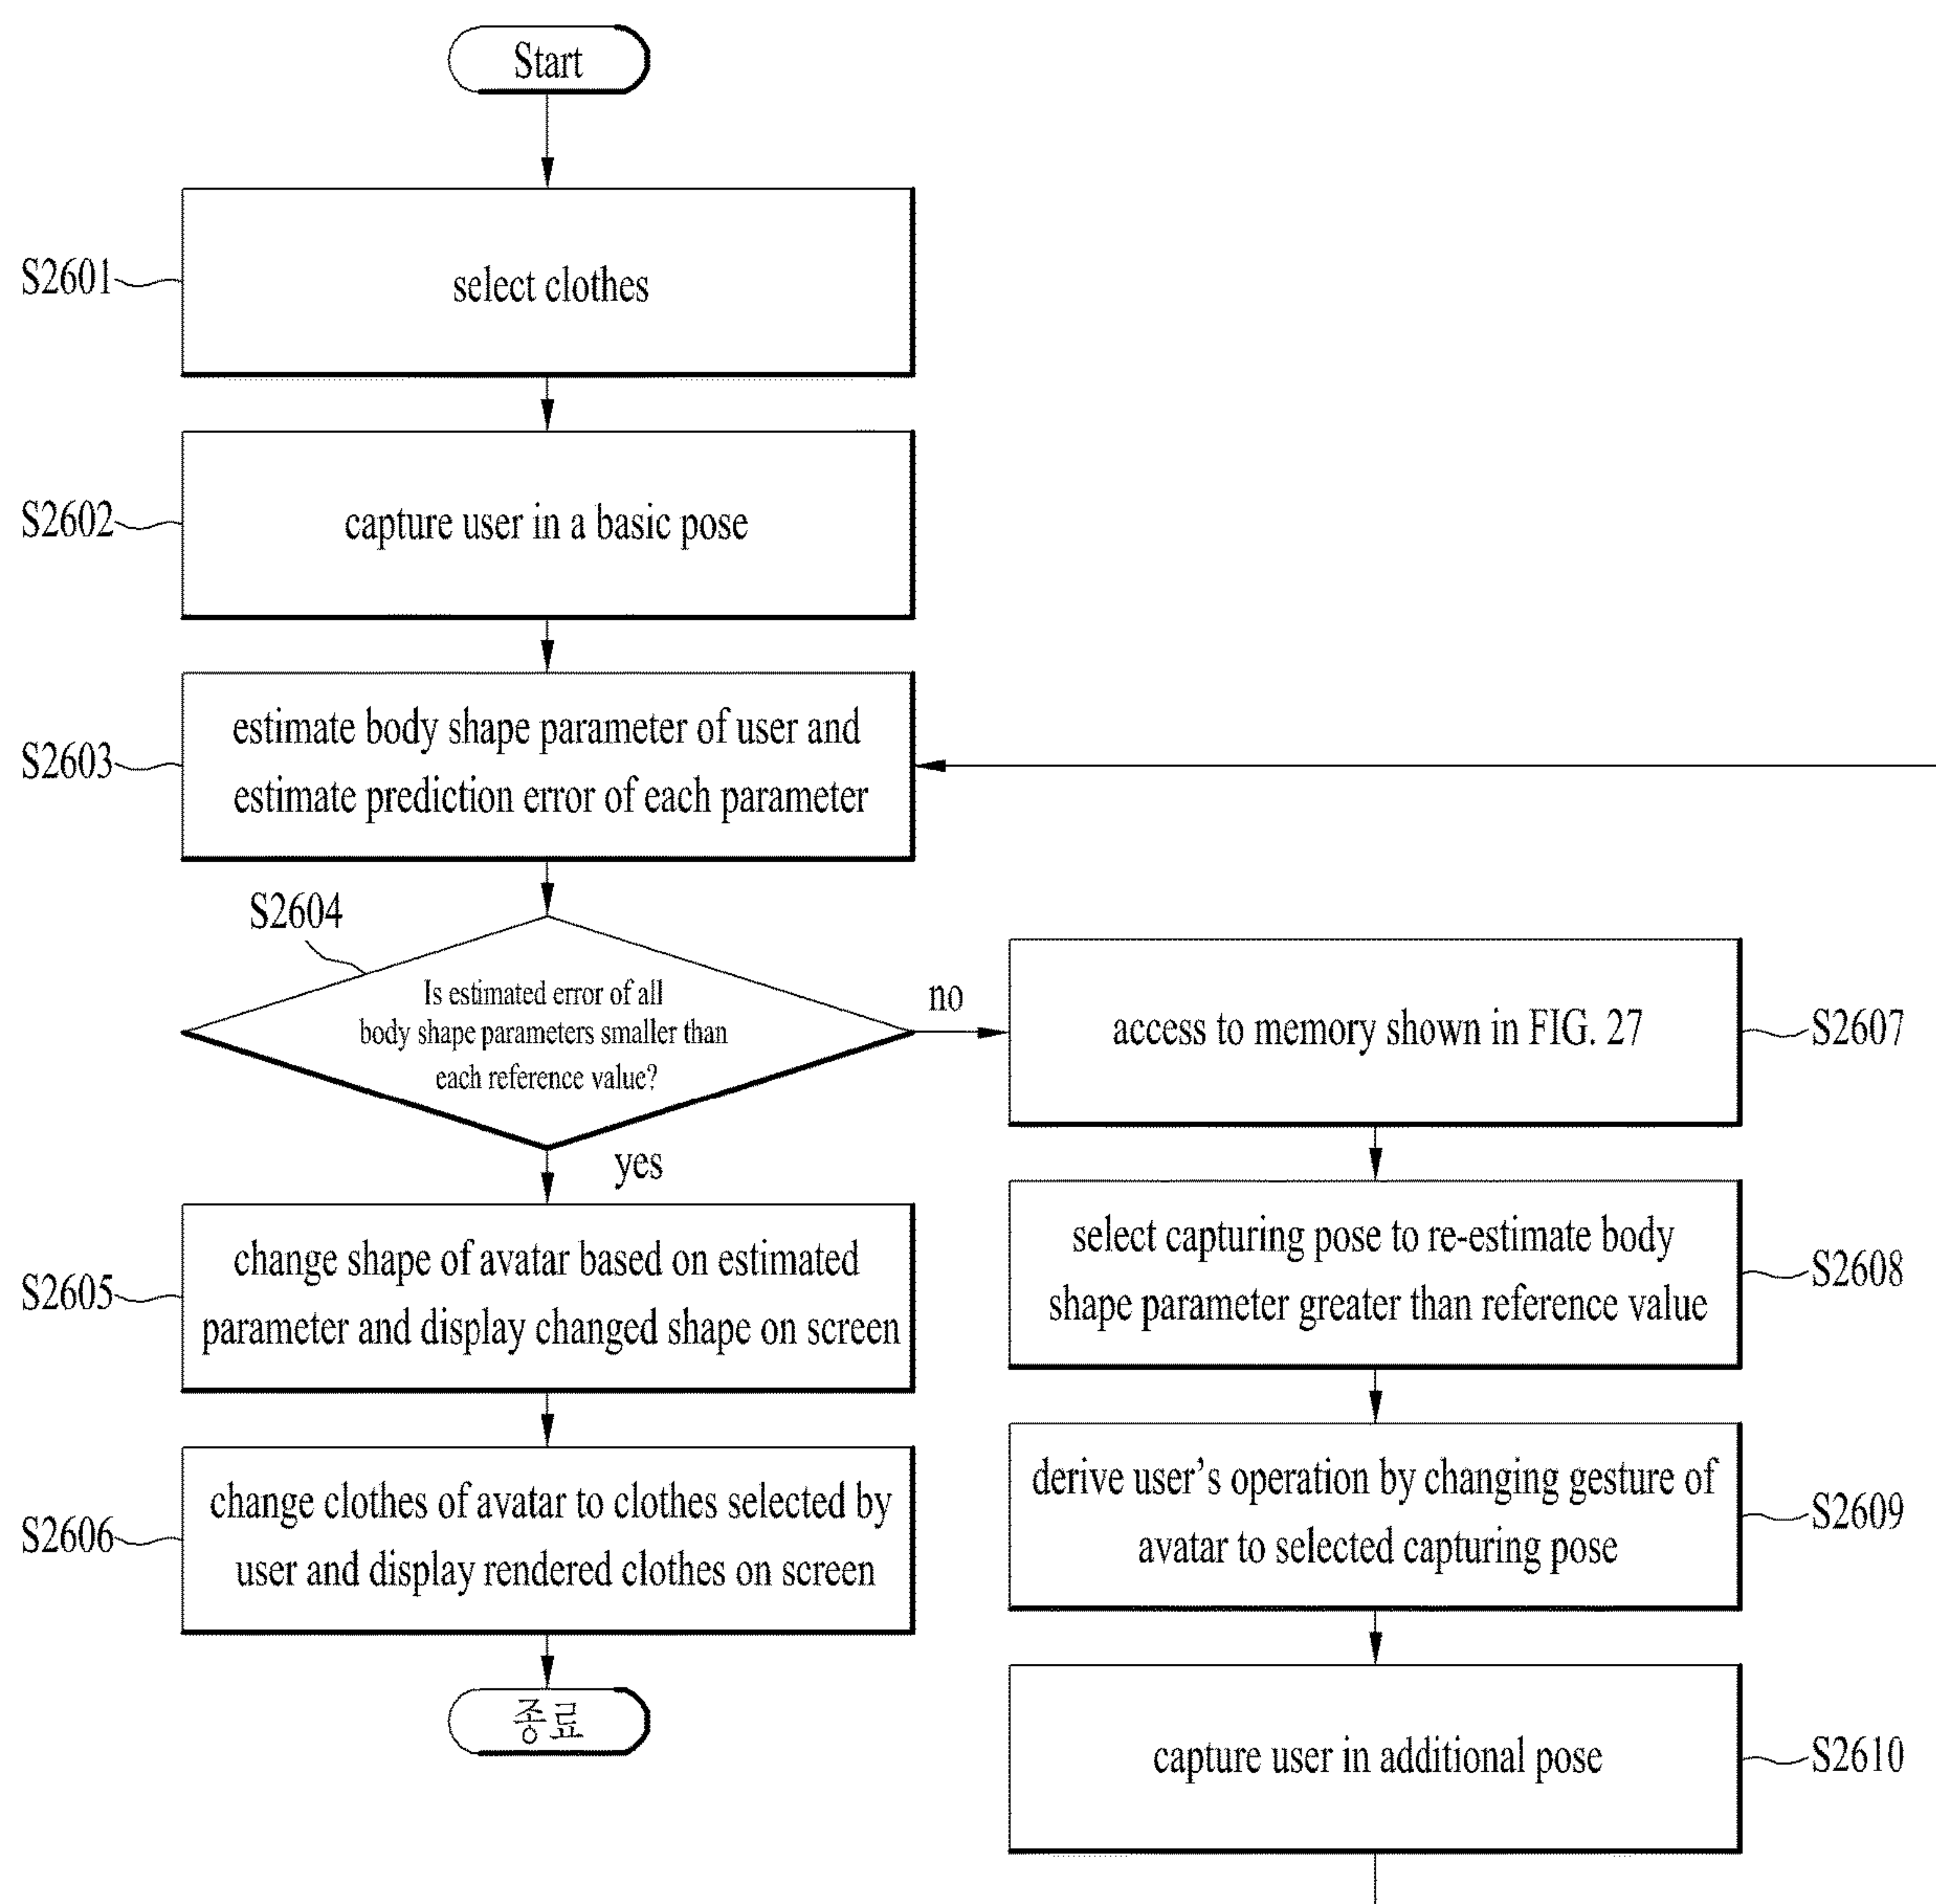 Start
S2601
select clothes
S2602
capture user in a basic pose
S2603
estimate body shape parameter of user and
estimate prediction error of each parameter
S2604
Is estimated error of all
body shape parameters smaller than
each reference value?
no
yes
S2605
change shape of avatar based on estimated
parameter and display changed shape on screen
S2606
change clothes of avatar to clothes selected by
user and display rendered clothes on screen
종료
access to memory shown in FIG. 27
S2607
select capturing pose to re-estimate body
shape parameter greater than reference value
S2608
derive user’s operation by changing gesture of
avatar to selected capturing pose
S2609
capture user in additional pose
S2610